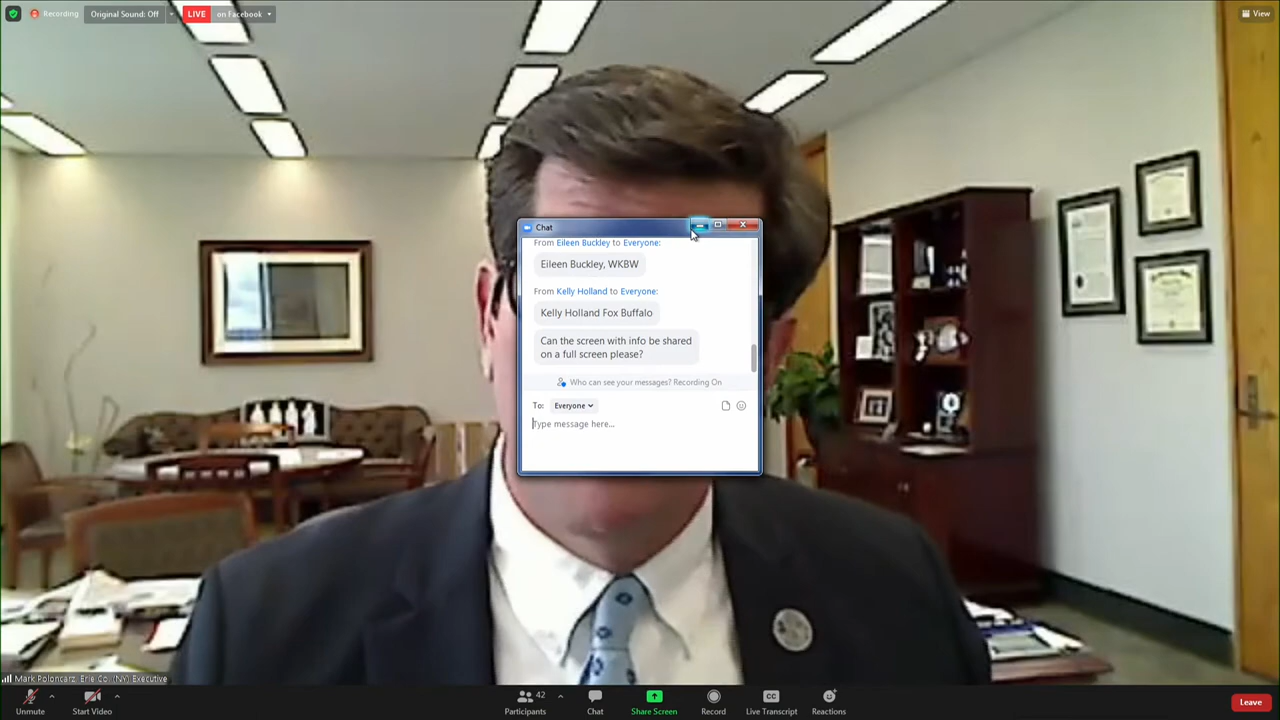 Recording
Original Sound: Off
LIVE on Facebook
View
Chat
From Eileen Buckley to Everyone:
Eileen Buckley, WKBW
From Kelly Holland to Everyone:
Kelly Holland Fox Buffalo
Can the screen with info be shared
on a full screen please?
Who can see your messages? Recording On
To: Everyone
Type message here...
Mark Poloncarz. Erie Co. (NY) Executive
Unmute
Start Video
Participants 42
Chat
Share Screen
Record
CC
Live Transcript
Reactions
Leave